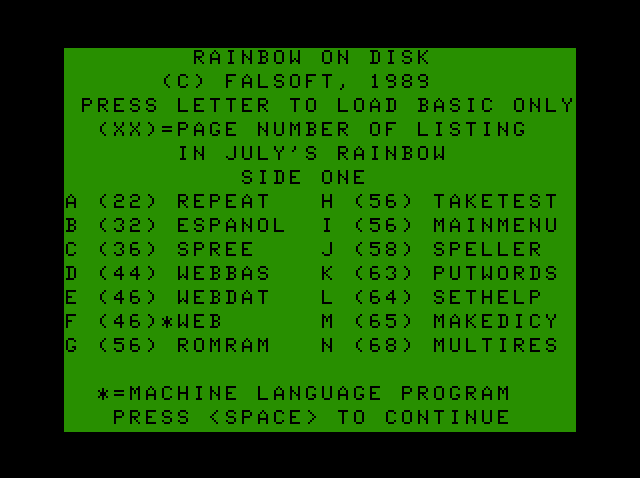 RAINBOW ON DISK
(C) FALSOFT, 1989
PRESS LETTER TO LOAD BASIC ONLY
(XX)=PAGE NUMBER OF LISTING
IN JULY'S RAINBOW
SIDE ONE
A (22) REPEAT H (56) TAKETEST
B (32) ESPANOL I (56) MAINMENU
C (36) SPREE J (58) SPELLER
D (44) WEBBAS K (63) PUTWORDS
E (46) WEBDAT L (64) SETHELP
F (46)*WEB M (65) MAKEDICY
G (56) ROMRAM N (68) MULTIRES
*=MACHINE LANGUAGE PROGRAM
PRESS <SPACE> TO CONTINUE